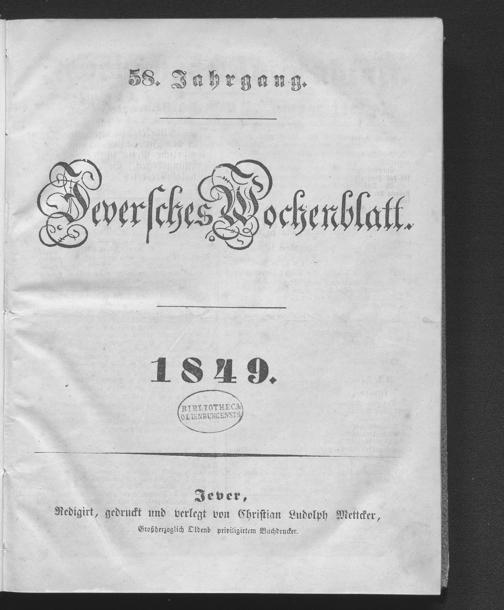 58. Jahrgang.
Jeversches Wochenblatt.
1849.
BIBLIOTHECA
OLDENBURGENSIS
Jever,
Redigirt, gedruckt und verlegt von Christian Ludolph Mettcker,
Großherzoglich Oldenb priviligirtem Buchdrucker.